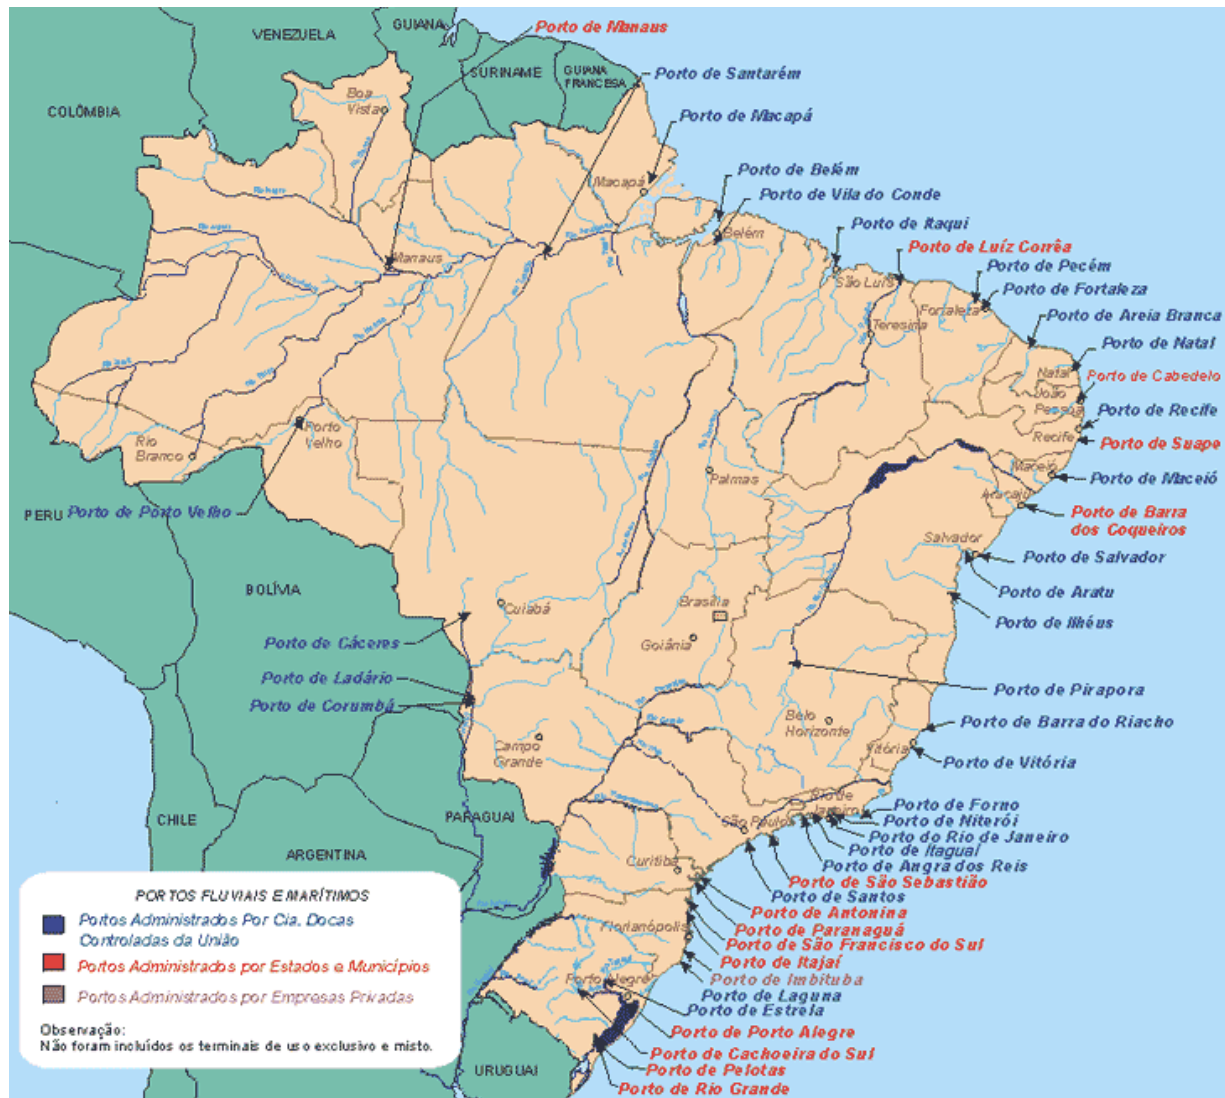 Porto de Manaus
GUIANA
VENEZUELA
SURINAME
GUIANA
FRANCESA
Porto de Santarém
COLÔMBIA
Boa
Vista
Porto de Macapá
Macapá
Porto de Belém
Porto de Vila do Conde
Belém
Porto de Itaqui
Porto de Luíz Corrêa
Manaus
São Luís
Porto de Pecém
Porto de Fortaleza
Fortaleza
Porto de Areia Branca
Teresina
Porto de Natal
Natal
Porto de Cabedelo
João
Pessoa
Porto de Recife
Recife
Porto de Suape
Porto
Velho
Rio
Branco
Maceió
Porto de Maceió
Palmas
Aracaju
PERU
Porto de Pôrto Velho
Porto de Barra
dos Coqueiros
Salvador
Porto de Salvador
BOLÍVIA
Porto de Aratu
Cuiabá
Brasília
Porto de Ilhéus
Porto de Cáceres
Goiânia
Porto de Ladário
Porto de Pirapora
Porto de Corumbá
Belo
Horizonte
Porto de Barra do Riacho
Campo
Grande
Vitória
Porto de Vitória
CHILE
PARAGUAI
Rio de
Janeiro
Porto de Forno
São Paulo
Porto de Niterói
Porto do Rio de Janeiro
ARGENTINA
Porto de Itaguaí
Curitiba
Porto de Angra dos Reis
Porto de São Sebastião
Porto de Santos
Porto de Antonina
Florianópolis
Porto de Paranaguá
Porto de São Francisco do Sul
Porto de Itajaí
Porto Alegre
Porto de Imbituba
Porto de Laguna
Porto de Estrela
Porto de Porto Alegre
Porto de Cachoeira do Sul
Porto de Pelotas
URUGUAI
Porto de Rio Grande
PORTOS FLUVIAIS E MARÍTIMOS
Portos Administrados Por Cia. Docas
Controladas da União
Portos Administrados por Estados e Municípios
Portos Administrados por Empresas Privadas
Observação:
Não foram incluídos os terminais de uso exclusivo e misto.